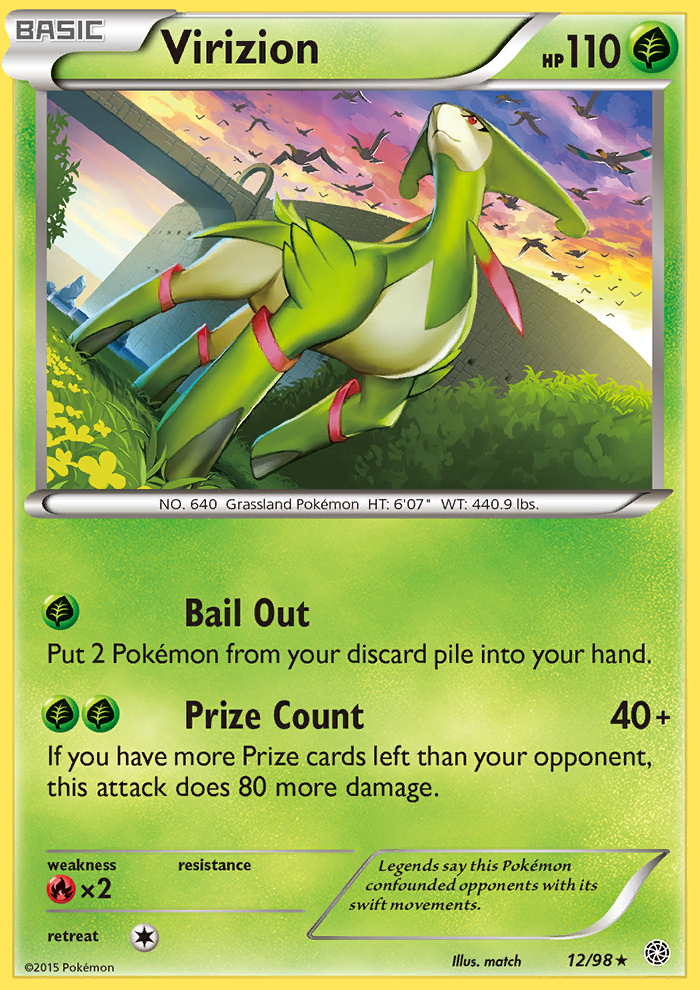 BASIC
Virizion
HP110
NO. 640 Grassland Pokémon HT: 6'07" WT: 440.9 lbs.
Bail Out
Put 2 Pokémon from your discard pile into your hand.
Prize Count 40+
If you have more Prize cards left than your opponent,
this attack does 80 more damage.
weakness resistance
×2
retreat
Legends say this Pokémon
confounded opponents with its
swift movements.
©2015 Pokémon
Illus. match 12/98★